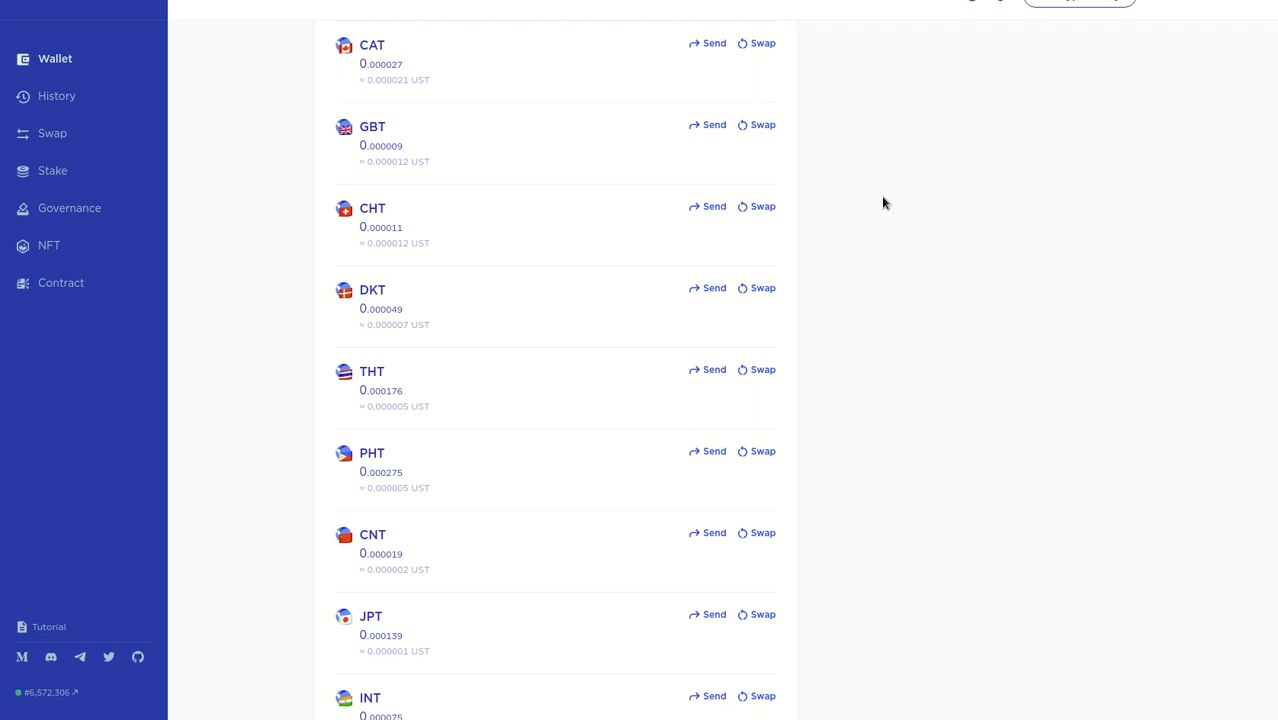 Wallet
History
Swap
Stake
Governance
NFT
Contract
Tutorial
#6,572,306
CAT
Send Swap
0.000027
≈ 0.000021 UST
GBT
Send Swap
0.000009
≈ 0.000012 UST
CHT
Send Swap
0.000011
≈ 0.000012 UST
DKT
Send Swap
0.000049
≈ 0.000007 UST
THT
Send Swap
0.000176
≈ 0.000005 UST
PHT
Send Swap
0.000275
≈ 0.000005 UST
CNT
Send Swap
0.000019
≈ 0.000002 UST
JPT
Send Swap
0.000139
≈ 0.000001 UST
INT
Send Swap
0.000075